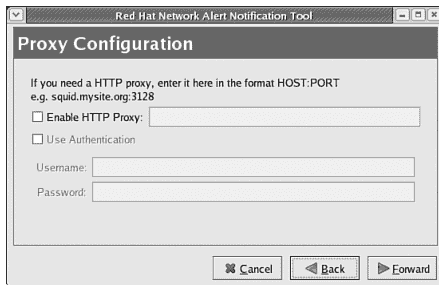 Red Hat Network Alert Notification Tool
Proxy Configuration
If you need a HTTP proxy, enter it here in the format HOST:PORT
e.g. squid.mysite.org:3128
Enable HTTP Proxy:
Use Authentication
Username:
Password:
Cancel Back Forward